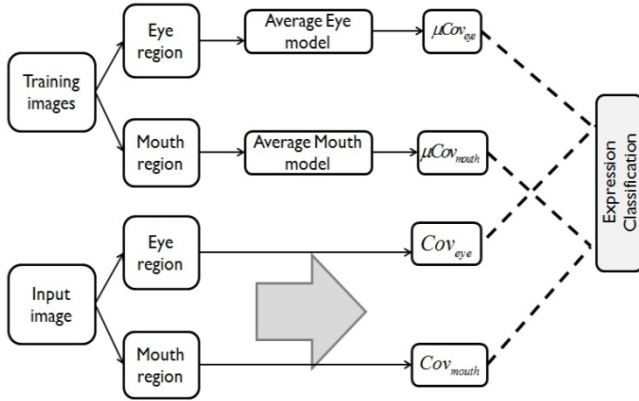 Training
images
Eye
region
Average Eye
model
μCov_eye
Mouth
region
Average Mouth
model
μCov_mouth
Input
image
Eye
region
Cov_eye
Mouth
region
Cov_mouth
Expression
Classification